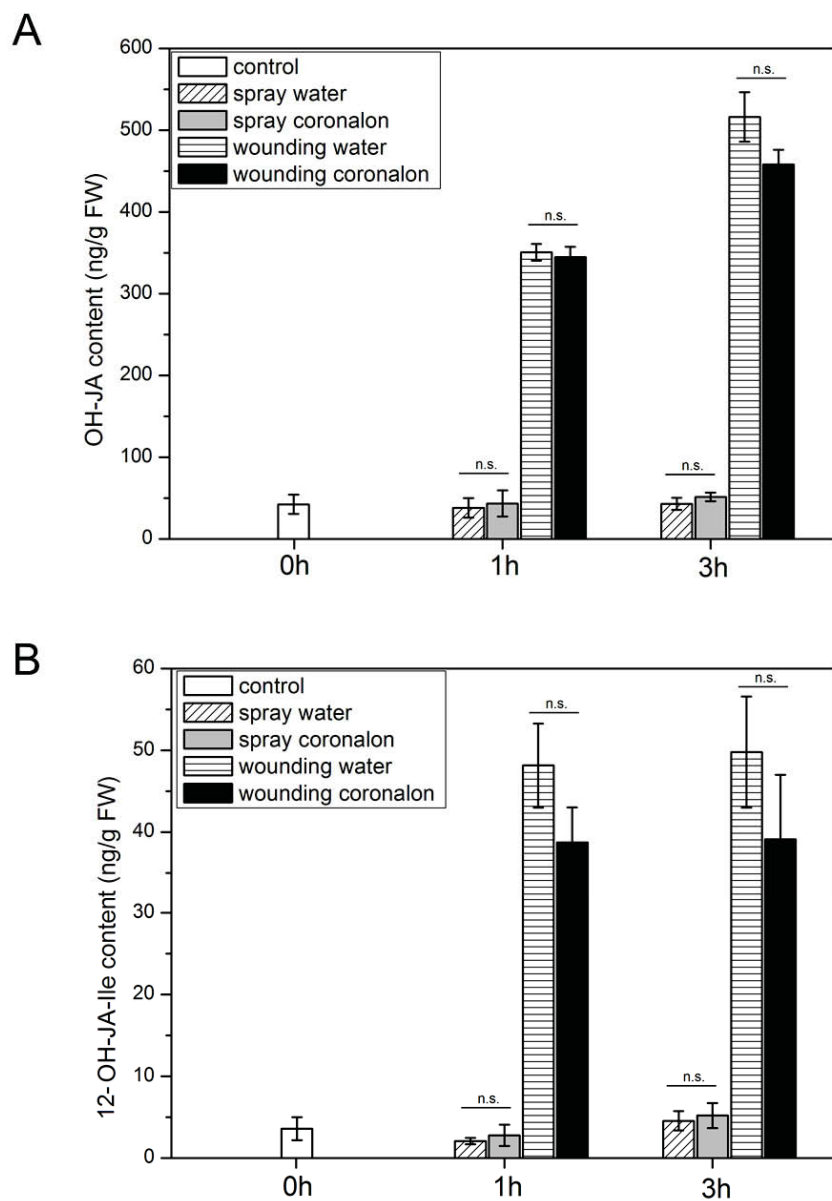 A
OH-JA content (ng/g FW)
600
500
400
300
200
100
0
control
spray water
spray coronalon
wounding water
wounding coronalon
n.s.
n.s.
n.s.
n.s.
0h
1h
3h
B
12-OH-JA-Ile content (ng/g FW)
60
50
40
30
20
10
0
control
spray water
spray coronalon
wounding water
wounding coronalon
n.s.
n.s.
n.s.
n.s.
0h
1h
3h